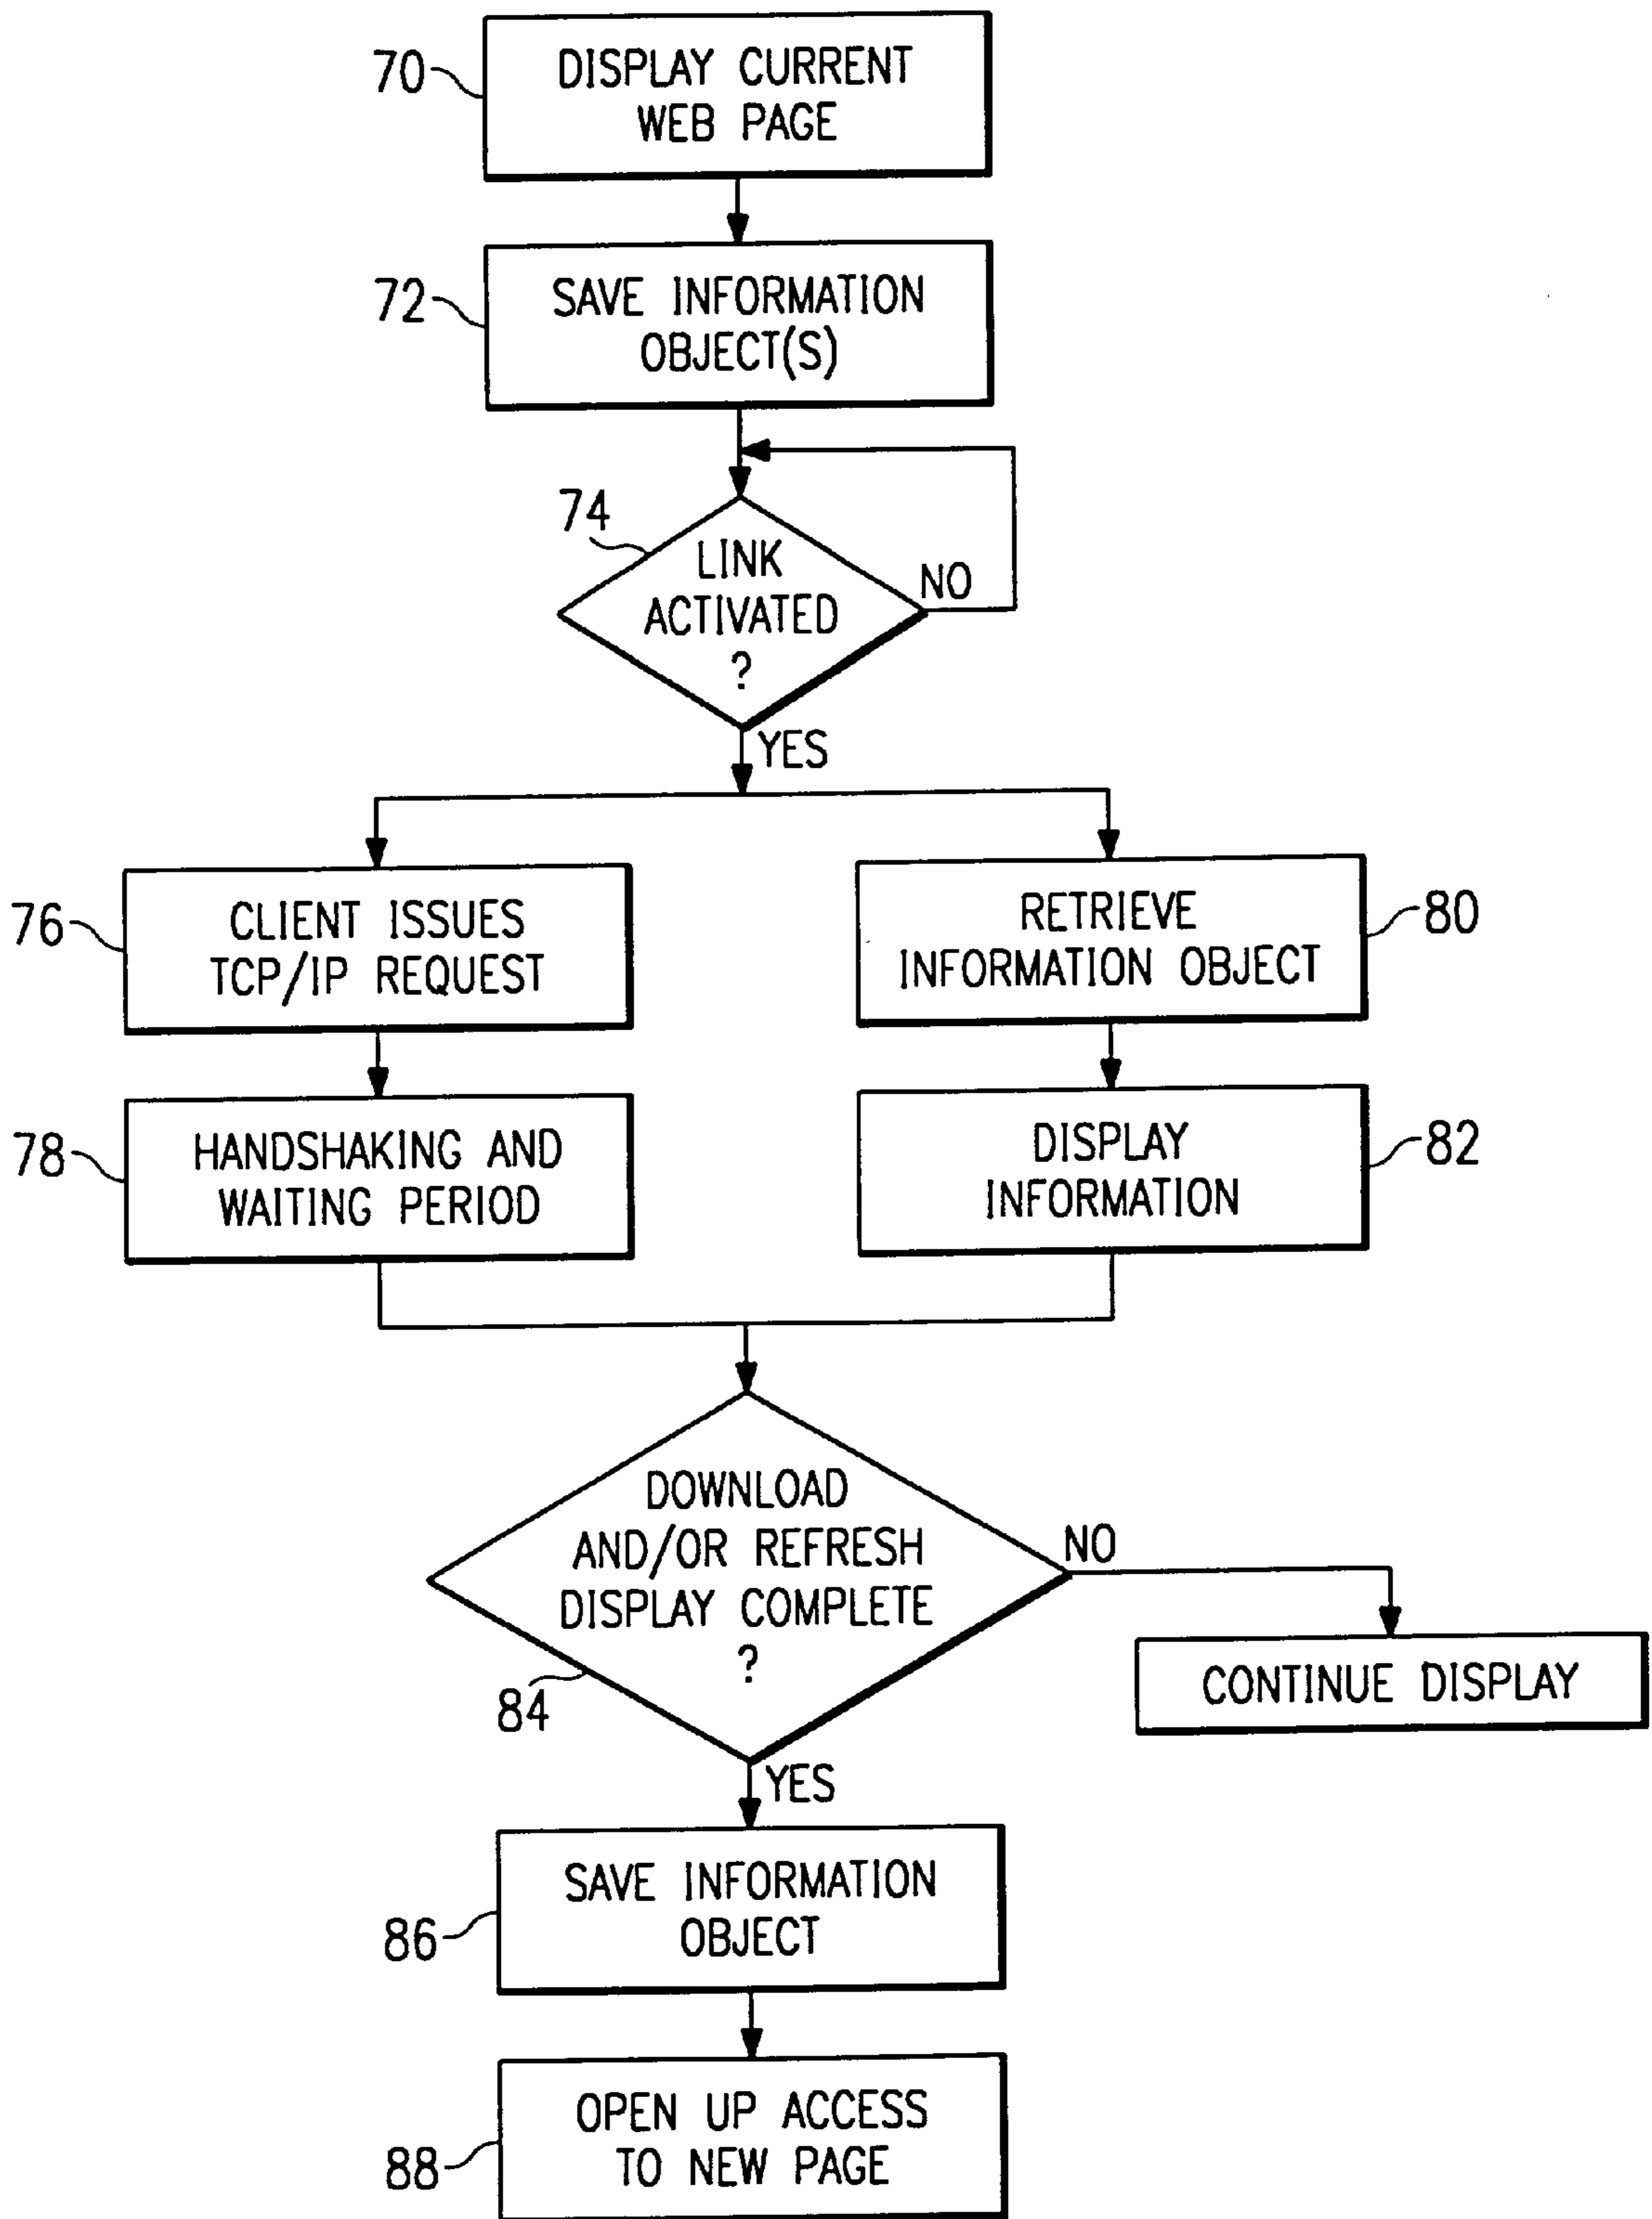 70
DISPLAY CURRENT
WEB PAGE
72
SAVE INFORMATION
OBJECT(S)
74
LINK
ACTIVATED
?
NO
YES
76
CLIENT ISSUES
TCP/IP REQUEST
RETRIEVE
INFORMATION OBJECT
80
78
HANDSHAKING AND
WAITING PERIOD
DISPLAY
INFORMATION
82
DOWNLOAD
AND/OR REFRESH
DISPLAY COMPLETE
?
NO
84
CONTINUE DISPLAY
YES
86
SAVE INFORMATION
OBJECT
88
OPEN UP ACCESS
TO NEW PAGE